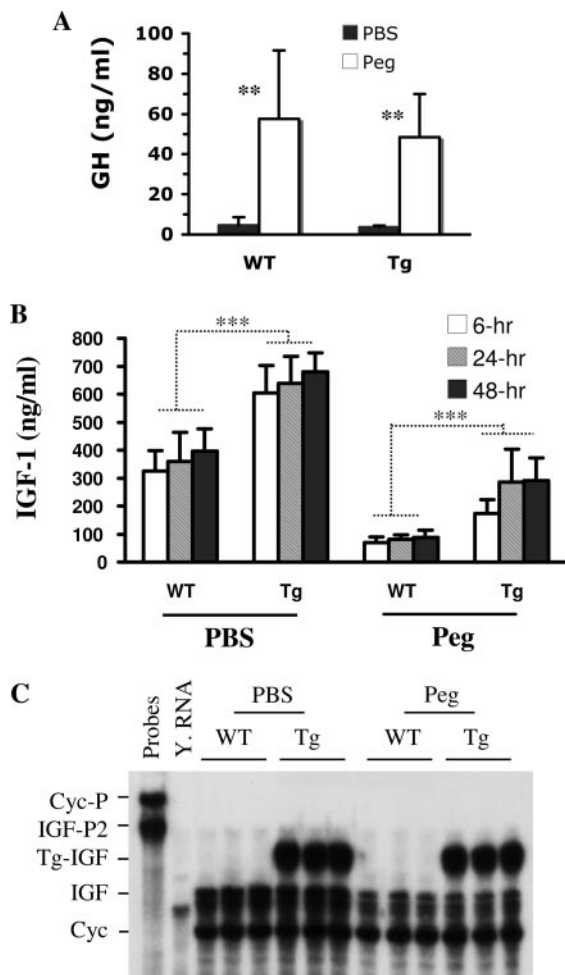 A
GH (ng/ml)
100
80
60
40
20
0
PBS
Peg
**
**
WT
Tg
B
IGF-1 (ng/ml)
800
700
600
500
400
300
200
100
0
***
***
6-hr
24-hr
48-hr
WT
Tg
WT
Tg
PBS
Peg
C
Probes
Y. RNA
PBS
Peg
WT
Tg
WT
Tg
Cyc-P
IGF-P2
Tg-IGF
IGF
Cyc